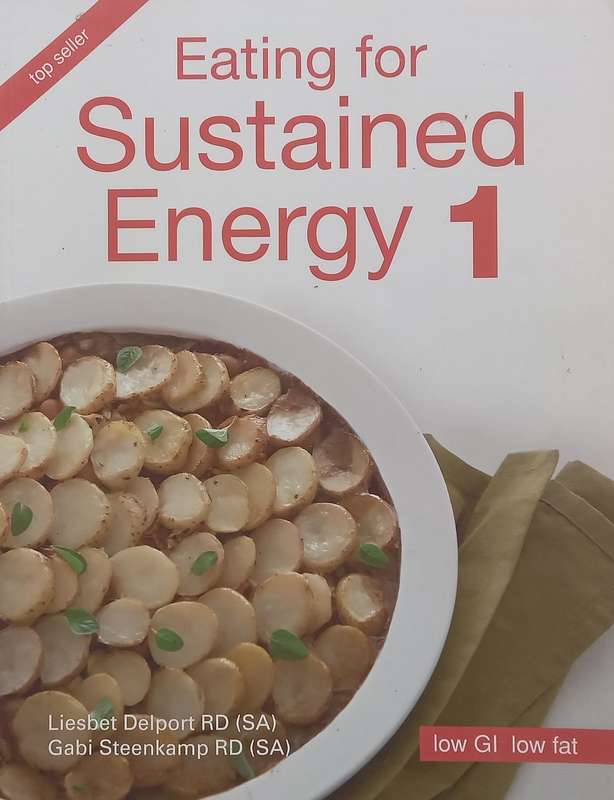 top seller
Eating for
Sustained
Energy 1
Liesbet Delport RD (SA)
Gabi Steenkamp RD (SA)
low GI low fat